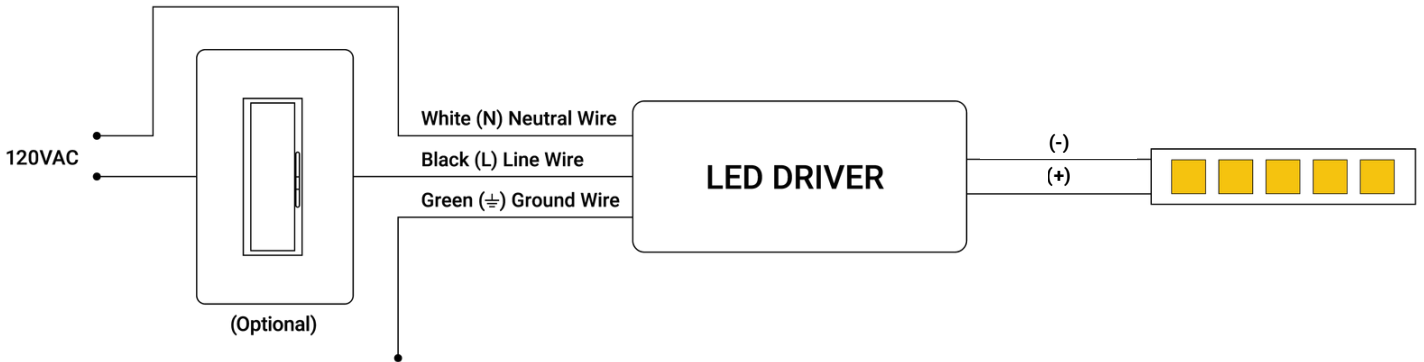 120VAC
(Optional)
White (N) Neutral Wire
Black (L) Line Wire
Green (⏚) Ground Wire
LED DRIVER
(-)
(+)